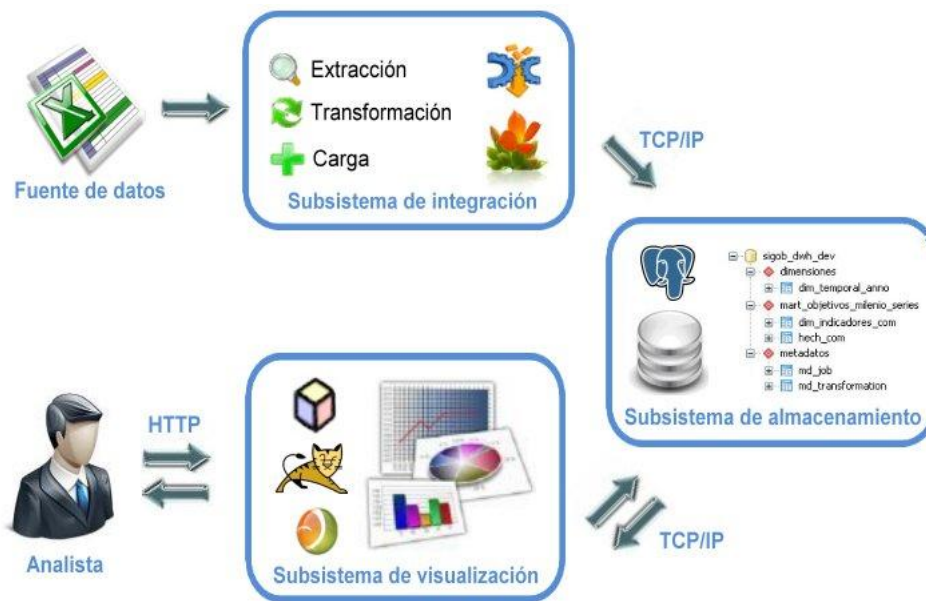 Fuente de datos
Extracción
Transformación
Carga
Subsistema de integración
TCP/IP
sigob_dwh_dev
dimensiones
dim_temporal_anno
mart_objetivos_milenio_series
dim_indicadores_com
hech_com
metadatos
md_job
md_transformation
Subsistema de almacenamiento
TCP/IP
Subsistema de visualización
HTTP
Analista